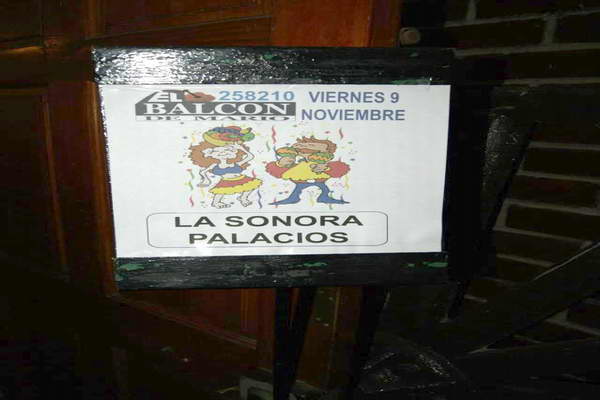 EL 258210 VIERNES 9
BALCON NOVIEMBRE
DE MARIO
LA SONORA
PALACIOS